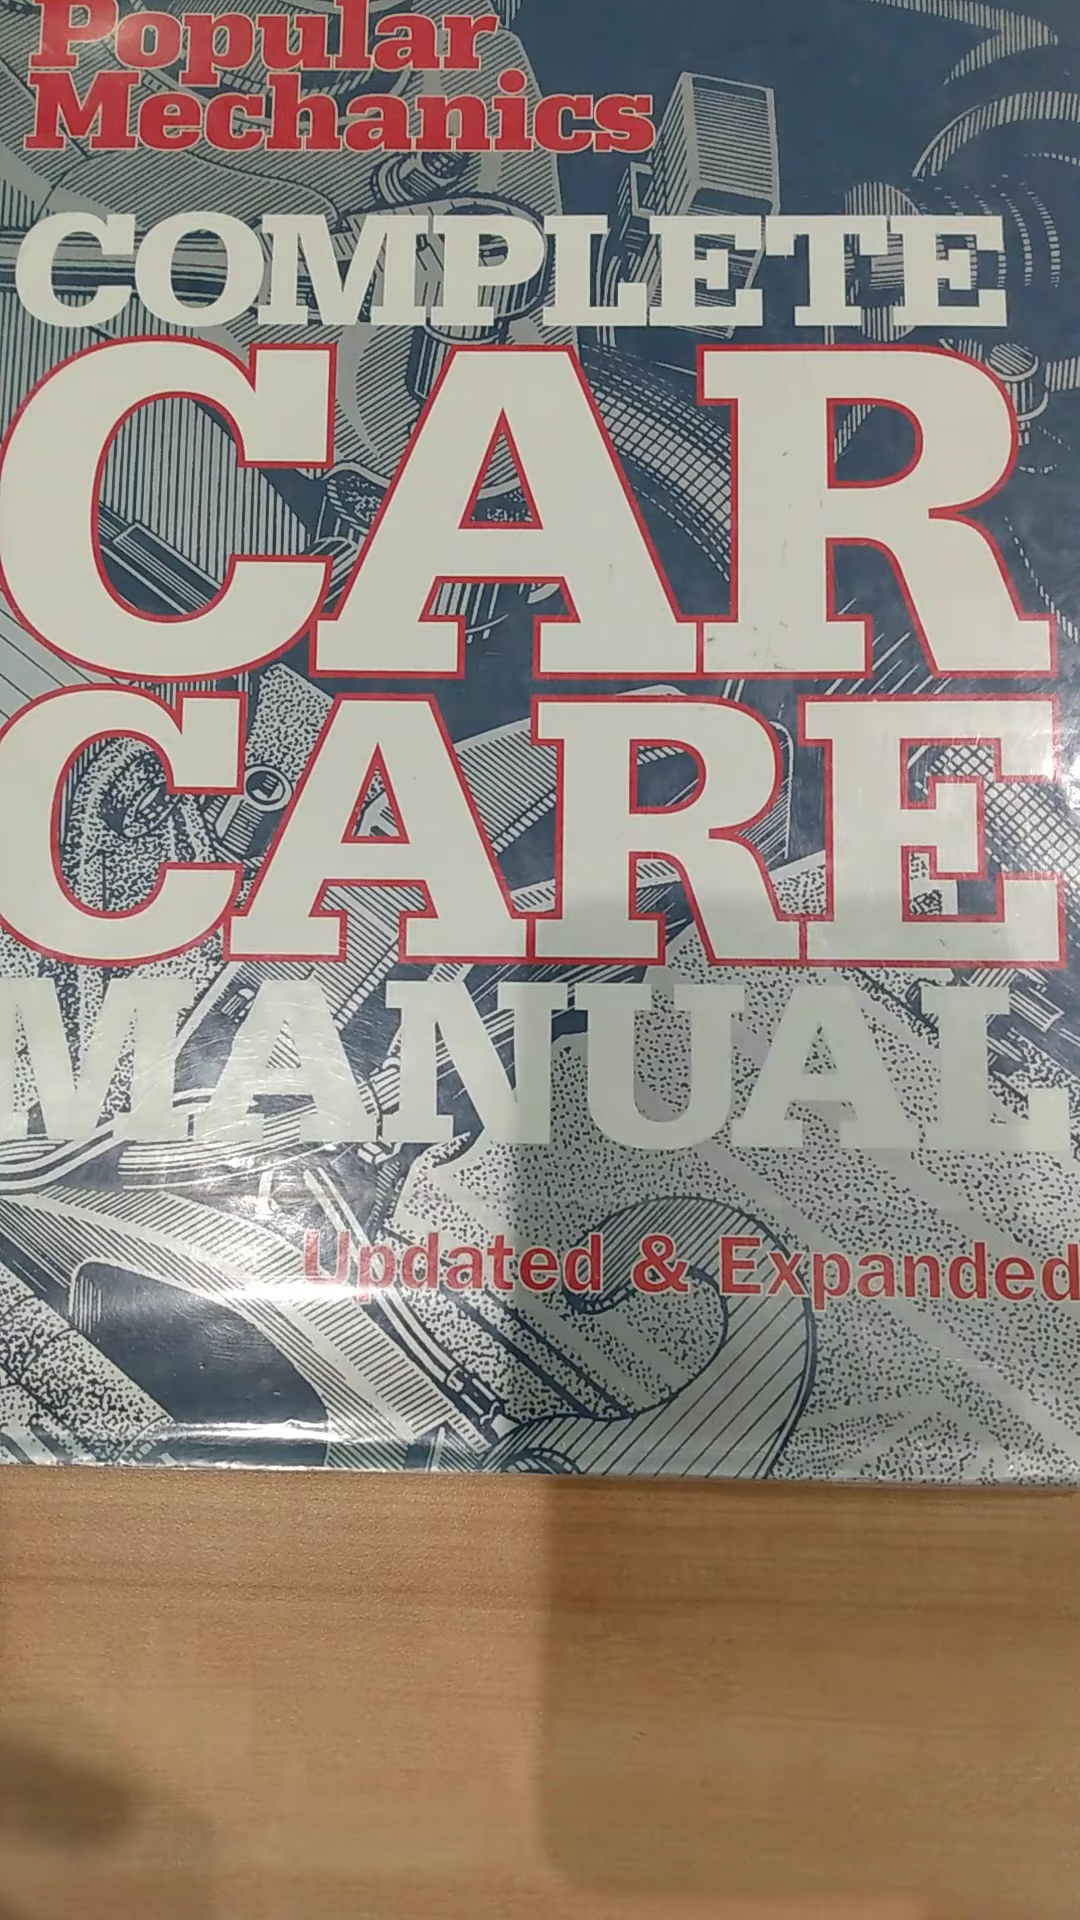 Popular
Mechanics
COMPLETE
CAR
CARE
MANUAL
Updated & Expanded